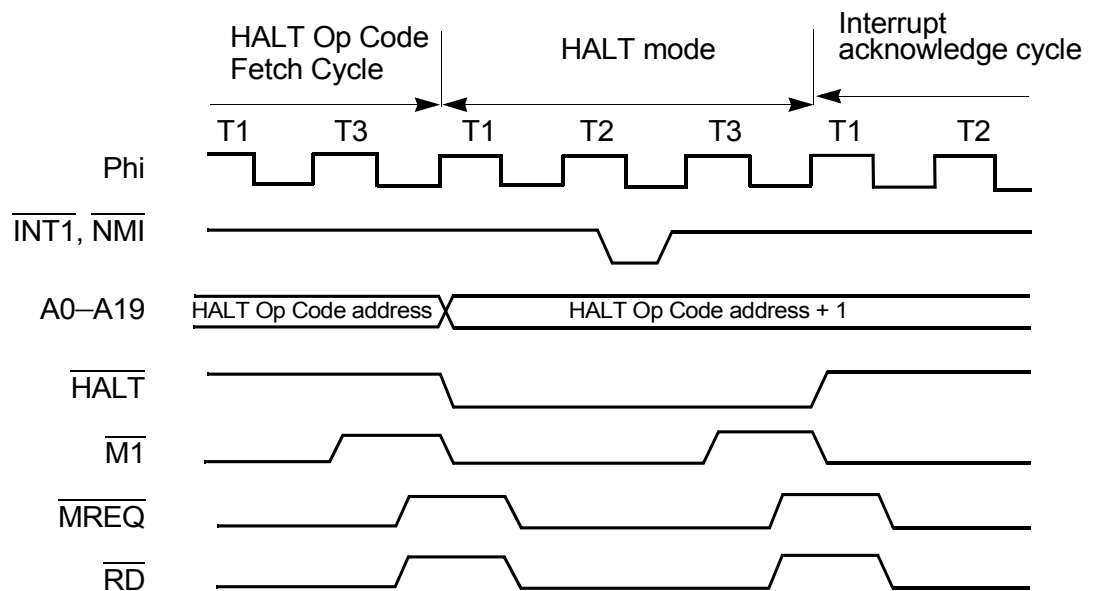 HALT Op Code
Fetch Cycle
HALT mode
Interrupt
acknowledge cycle
T1 T3 T1 T2 T3 T1 T2
Phi
INT1, NMI
A0–A19 HALT Op Code address HALT Op Code address + 1
HALT
M1
MREQ
RD